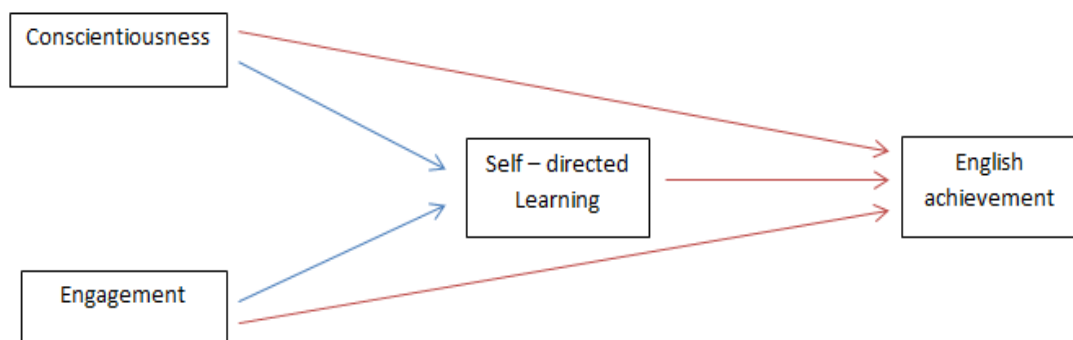 Conscientiousness
Self – directed
Learning
English
achievement
Engagement